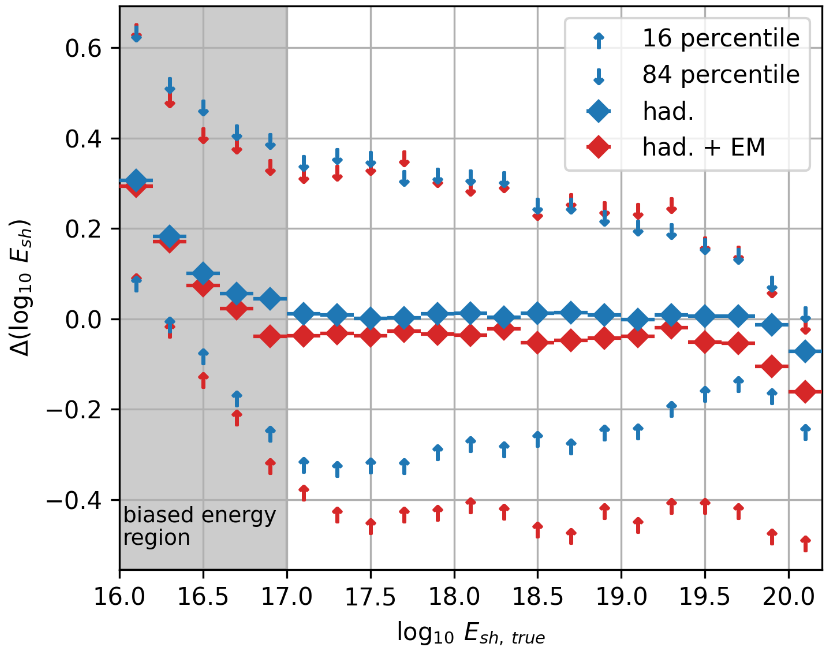 16 percentile
84 percentile
had.
had. + EM
0.6
0.4
0.2
0.0
−0.2
−0.4
Δ(log₁₀ E_sh)
biased energy
region
16.0 16.5 17.0 17.5 18.0 18.5 19.0 19.5 20.0
log₁₀ E_sh, true